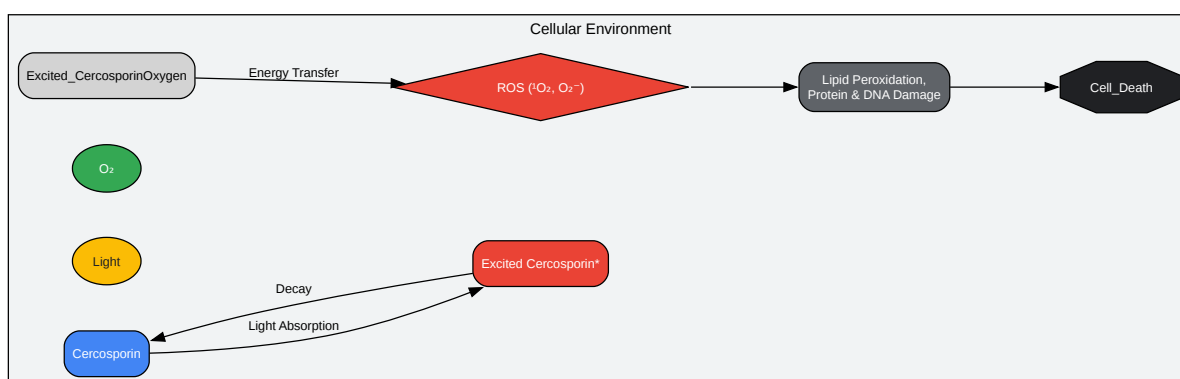 Cellular Environment
Excited_CercosporinOxygen
Energy Transfer
ROS (¹O₂, O₂⁻)
Lipid Peroxidation,
Protein & DNA Damage
Cell_Death
O₂
Light
Excited Cercosporin*
Decay
Light Absorption
Cercosporin